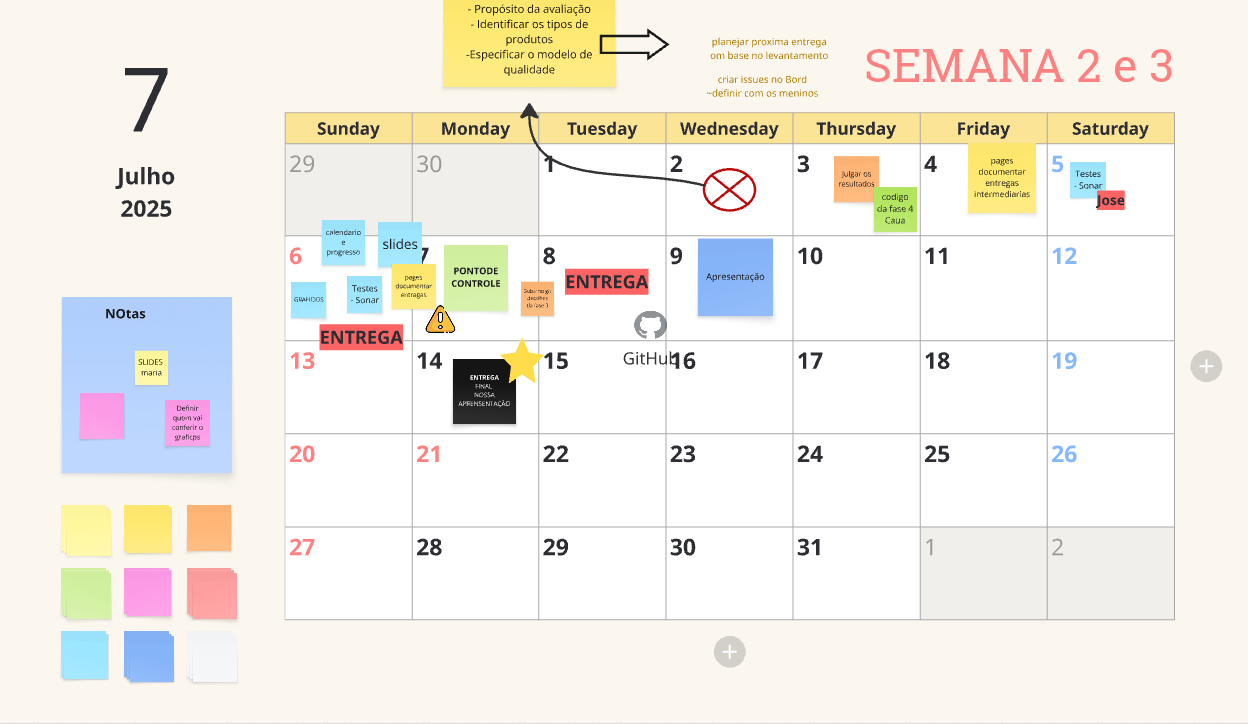 - Propósito da avaliação
- Identificar os tipos de
produtos
-Especificar o modelo de
qualidade
planejar proxima entrega
om base no levantamento
criar issues no Bord
~definir com os meninos
SEMANA 2 e 3
7
Julho
2025
Sunday Monday Tuesday Wednesday Thursday Friday Saturday
29 30 1 2 3 4 5
Julgar os
resultados
codigo
da fase 4
Caua
pages
documentar
entregas
intermediarias
Testes
- Sonar
Jose
6 7 8 9 10 11 12
calendario
e
progresso
slides
GRAFICOS
Testes
- Sonar
pages
documentar
entregas
ENTREGA
PONTODE
CONTROLE
da fase 3
ENTREGA
GitHub
Apresentação
13 14 15 16 17 18 19
ENTREGA
FINAL
NOSSA
APRENSENTAÇÃO
20 21 22 23 24 25 26
27 28 29 30 31 1 2
NOtas
SLIDES
maria
Definir
quem vai
conferir o
graficps